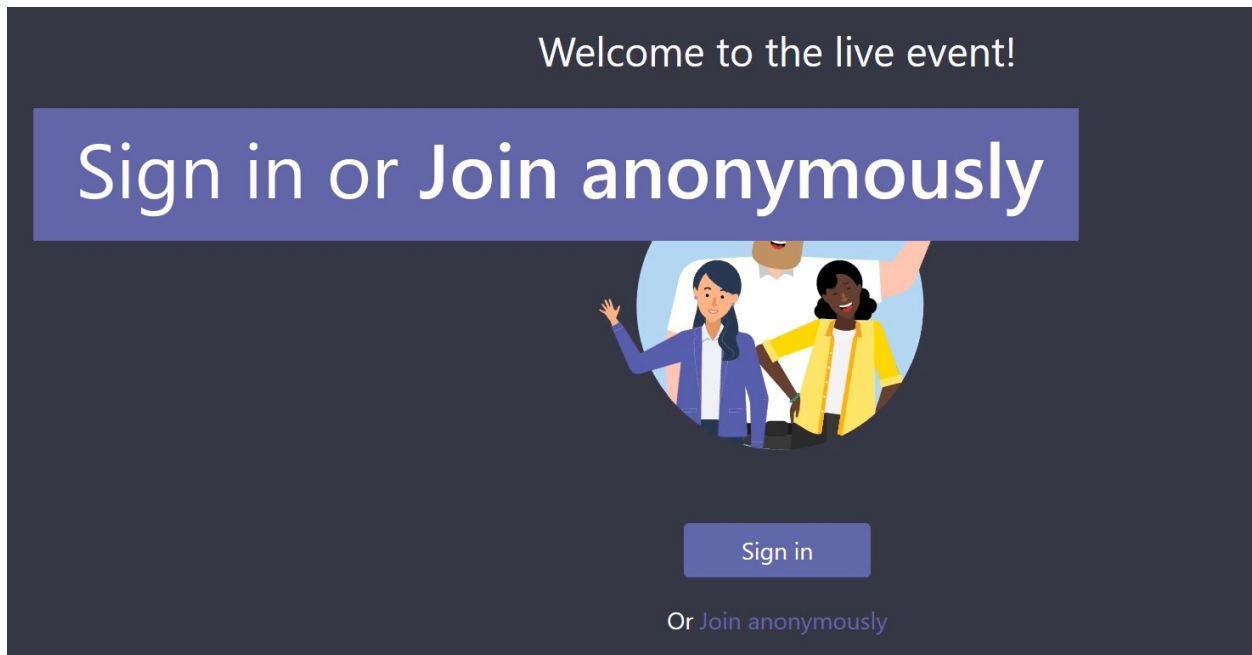 Welcome to the live event!
Sign in or Join anonymously
Sign in
Or Join anonymously